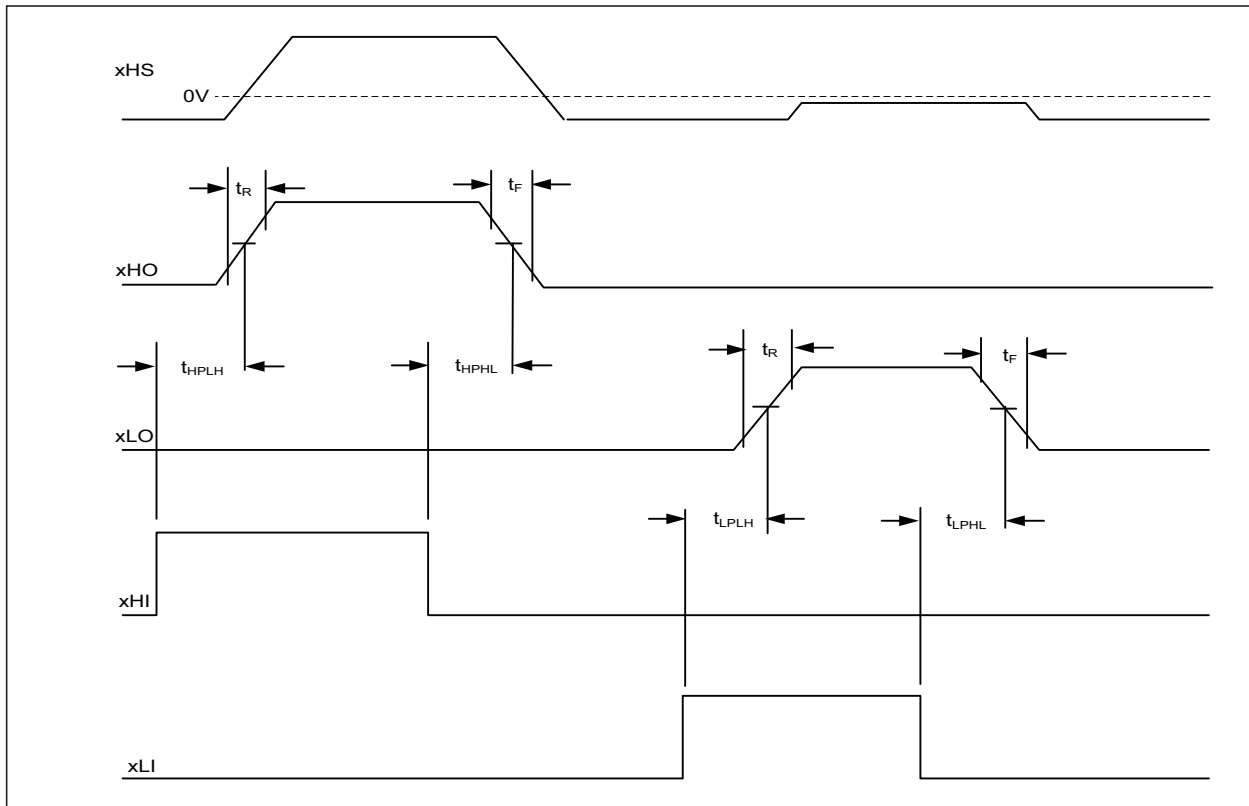 xHS
0V
tR
tF
xHO
tHPLH
tHPHL
tR
tF
xLO
tLPLH
tLPHL
xHI
xLI